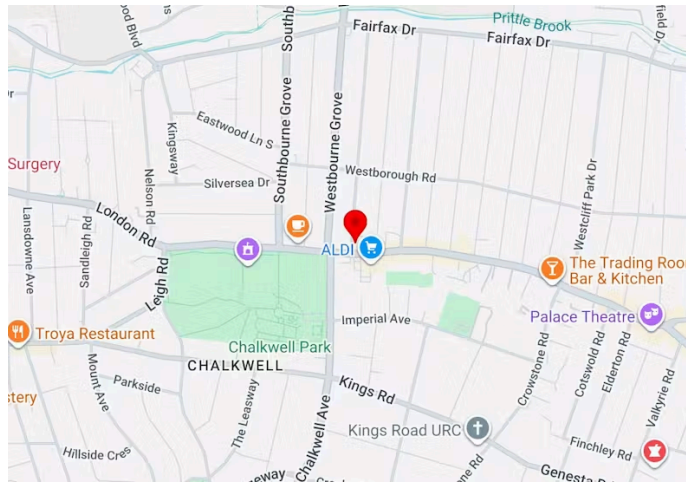 Prittle Brook
Fairfax Dr
Fairfax Dr
Southbourne Grove
Westbourne Grove
Eastwood Ln S
Kingsway
Surgery
Westborough Rd
Silversea Dr
Nelson Rd
Westcliff Park Dr
London Rd
Lansdowne Ave
Sandleigh Rd
Leigh Rd
ALDI
The Trading Roo
Bar & Kitchen
Palace Theatre
Imperial Ave
Troya Restaurant
Chalkwell Park
CHALKWELL
Crowstone Rd
Cotswold Rd
Elderton Rd
Valkyrie Rd
Mount Ave
Parkside
The Leasway
Kings Rd
Chalkwell Ave
Kings Road URC
Hillside Cres
Finchley Rd
Genesta